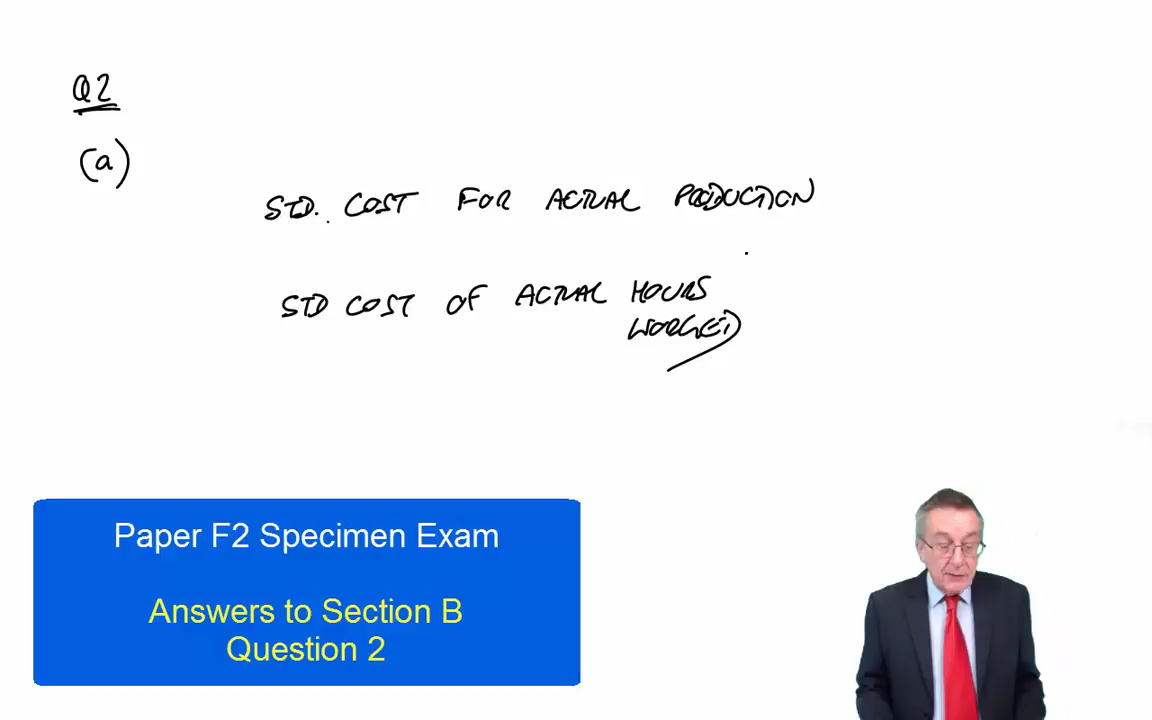 Q2
(a)
STD. COST FOR ACTUAL PRODUCTION
STD COST OF ACTUAL HOURS
WORKED
Paper F2 Specimen Exam
Answers to Section B
Question 2